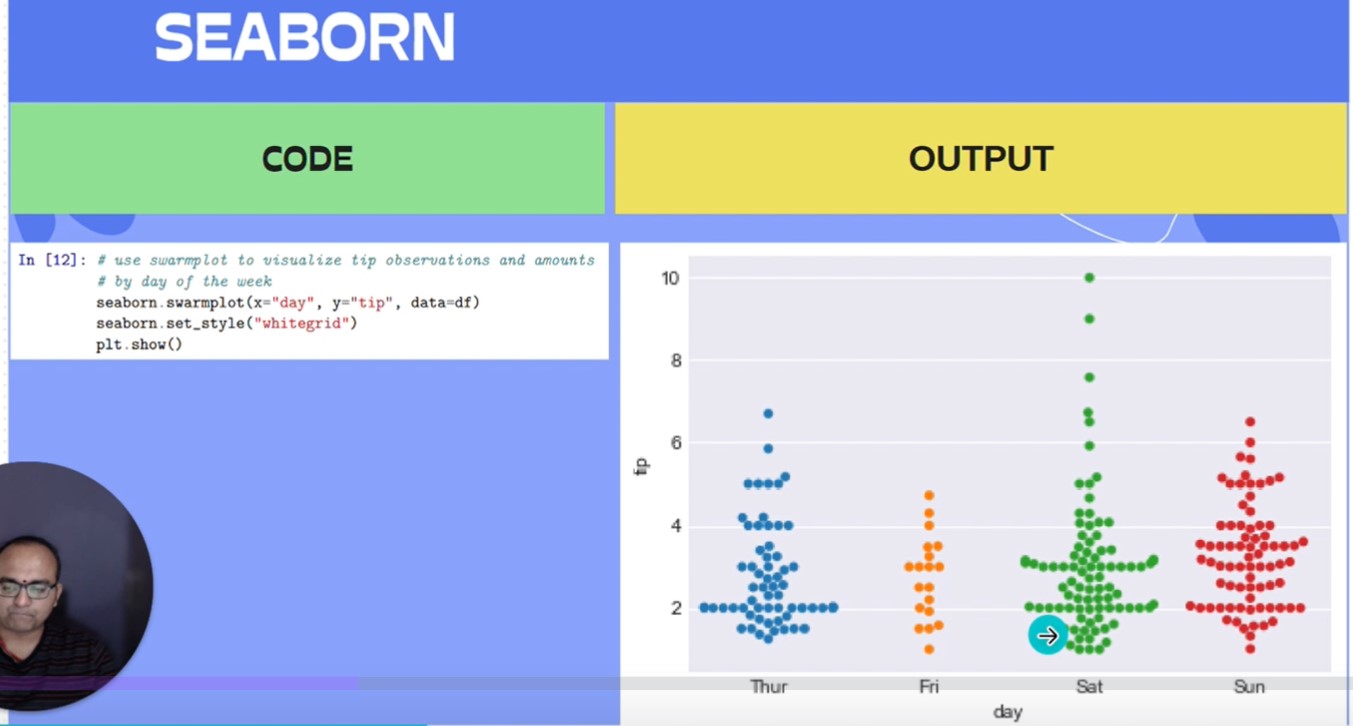 SEABORN
CODE
OUTPUT
In [12]: # use swarmplot to visualize tip observations and amounts
# by day of the week
seaborn.swarmplot(x="day", y="tip", data=df)
seaborn.set_style("whitegrid")
plt.show()
10
8
6
4
2
tip
Thur Fri Sat Sun
day